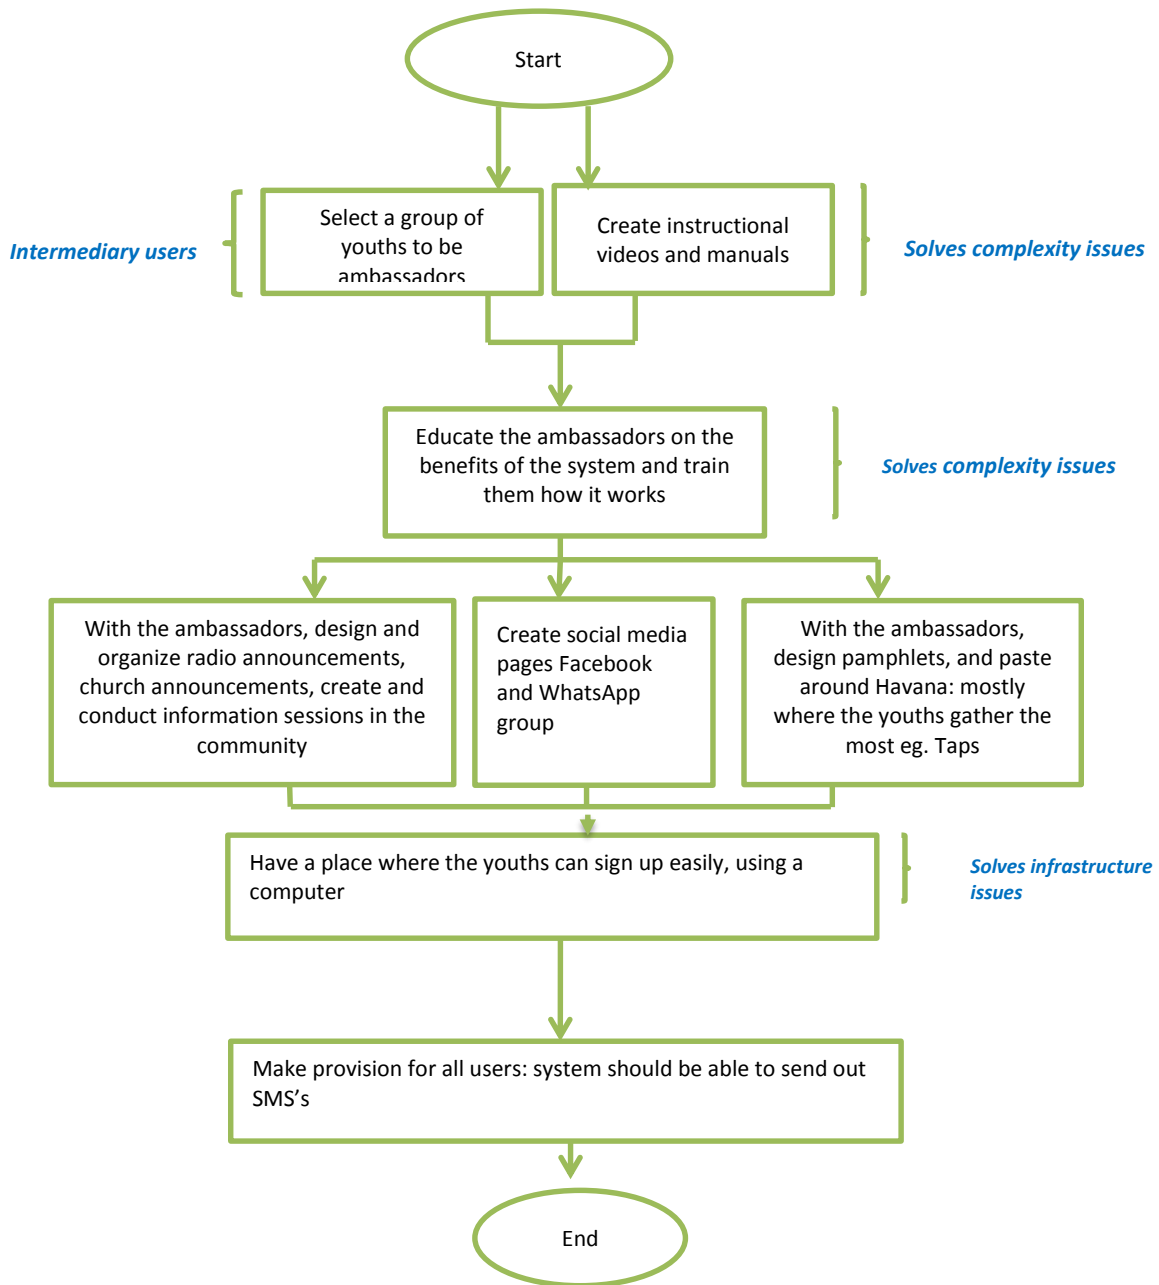 Start
Select a group of
youths to be
ambassadors
Create instructional
videos and manuals
Intermediary users
Solves complexity issues
Educate the ambassadors on the
benefits of the system and train
them how it works
Solves complexity issues
With the ambassadors, design and
organize radio announcements,
church announcements, create and
conduct information sessions in the
community
Create social media
pages Facebook
and WhatsApp
group
With the ambassadors,
design pamphlets, and paste
around Havana: mostly
where the youths gather the
most eg. Taps
Have a place where the youths can sign up easily, using a
computer
Solves infrastructure
issues
Make provision for all users: system should be able to send out
SMS’s
End